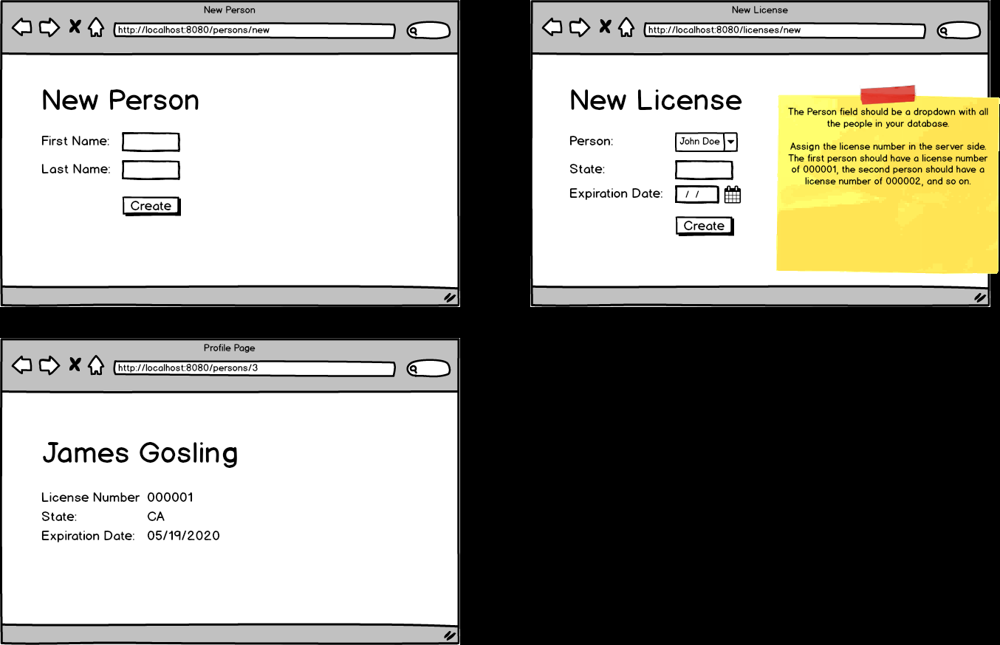 New Person
http://localhost:8080/persons/new
New Person
First Name:
Last Name:
Create
New License
http://localhost:8080/licenses/new
New License
Person: John Doe
State:
Expiration Date: / /
Create
The Person field should be a dropdown with all
the people in your database.
Assign the license number in the server side.
The first person should have a license number
of 000001, the second person should have a
license number of 000002, and so on.
Profile Page
http://localhost:8080/persons/3
James Gosling
License Number 000001
State: CA
Expiration Date: 05/19/2020